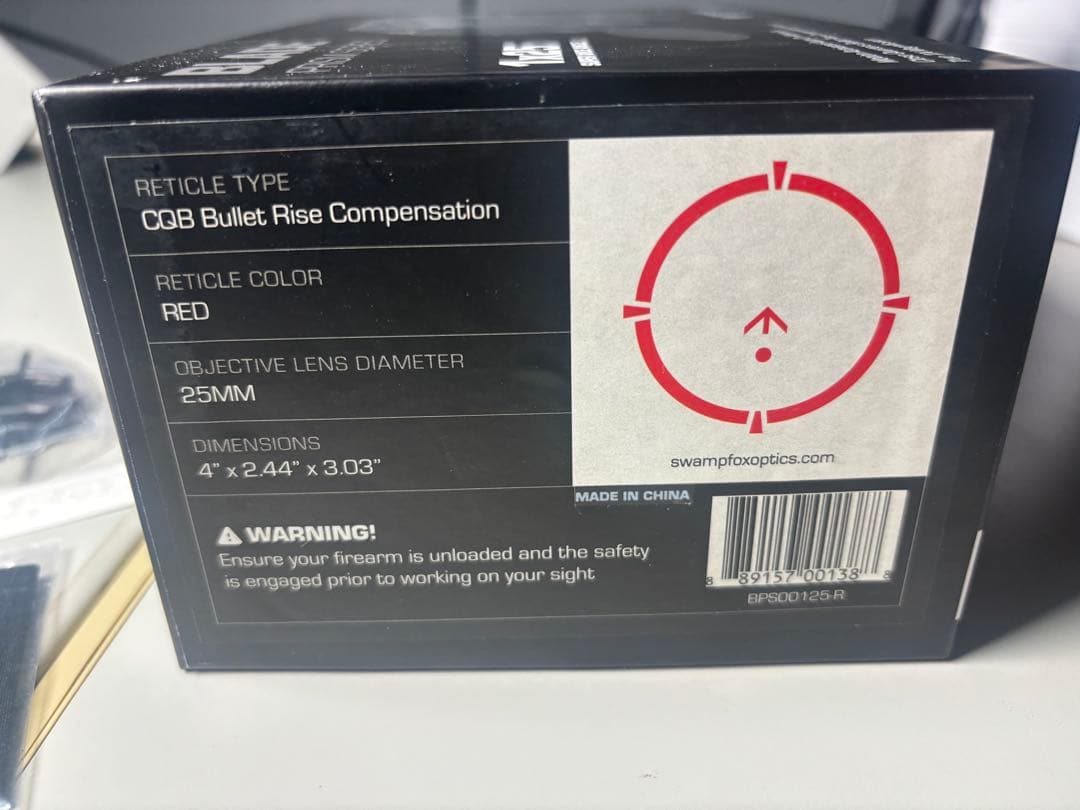 1x25
RETICLE TYPE
CQB Bullet Rise Compensation
RETICLE COLOR
RED
OBJECTIVE LENS DIAMETER
25MM
DIMENSIONS
4" x 2.44" x 3.03"
WARNING!
Ensure your firearm is unloaded and the safety
is engaged prior to working on your sight
swampfoxoptics.com
MADE IN CHINA
8 89157 00138 8
BPS00125-R